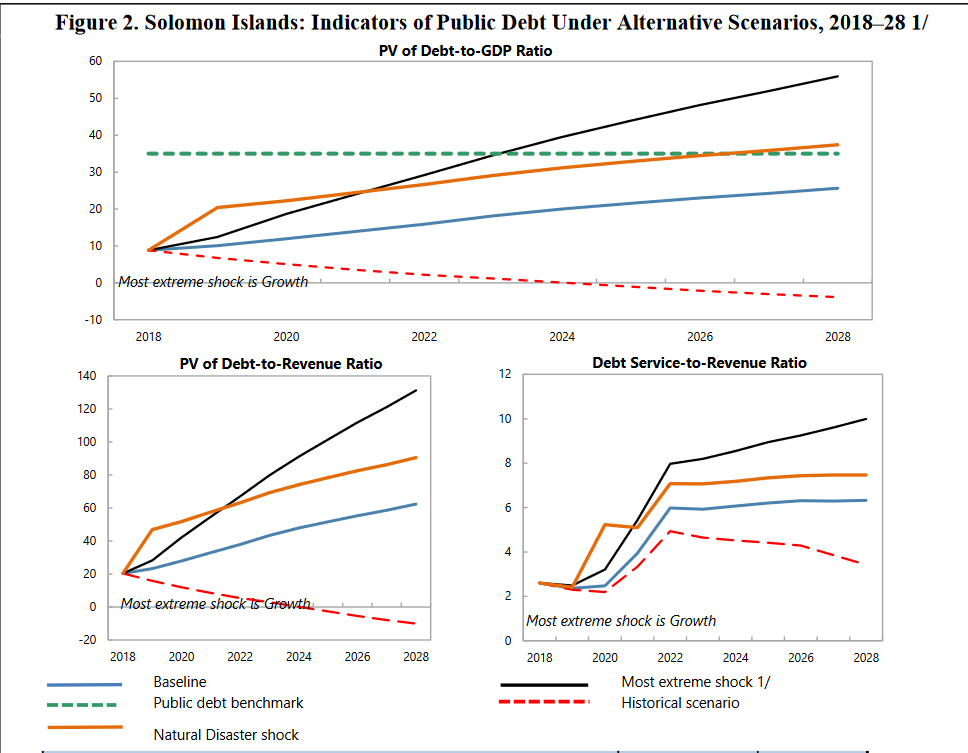 Figure 2. Solomon Islands: Indicators of Public Debt Under Alternative Scenarios, 2018–28 1/
PV of Debt-to-GDP Ratio
60
50
40
30
20
10
0
-10
Most extreme shock is Growth
2018 2020 2022 2024 2026 2028
PV of Debt-to-Revenue Ratio
140
120
100
80
60
40
20
0
-20
Most extreme shock is Growth
2018 2020 2022 2024 2026 2028
Debt Service-to-Revenue Ratio
12
10
8
6
4
2
0
Most extreme shock is Growth
2018 2020 2022 2024 2026 2028
Baseline
Public debt benchmark
Natural Disaster shock
Most extreme shock 1/
Historical scenario